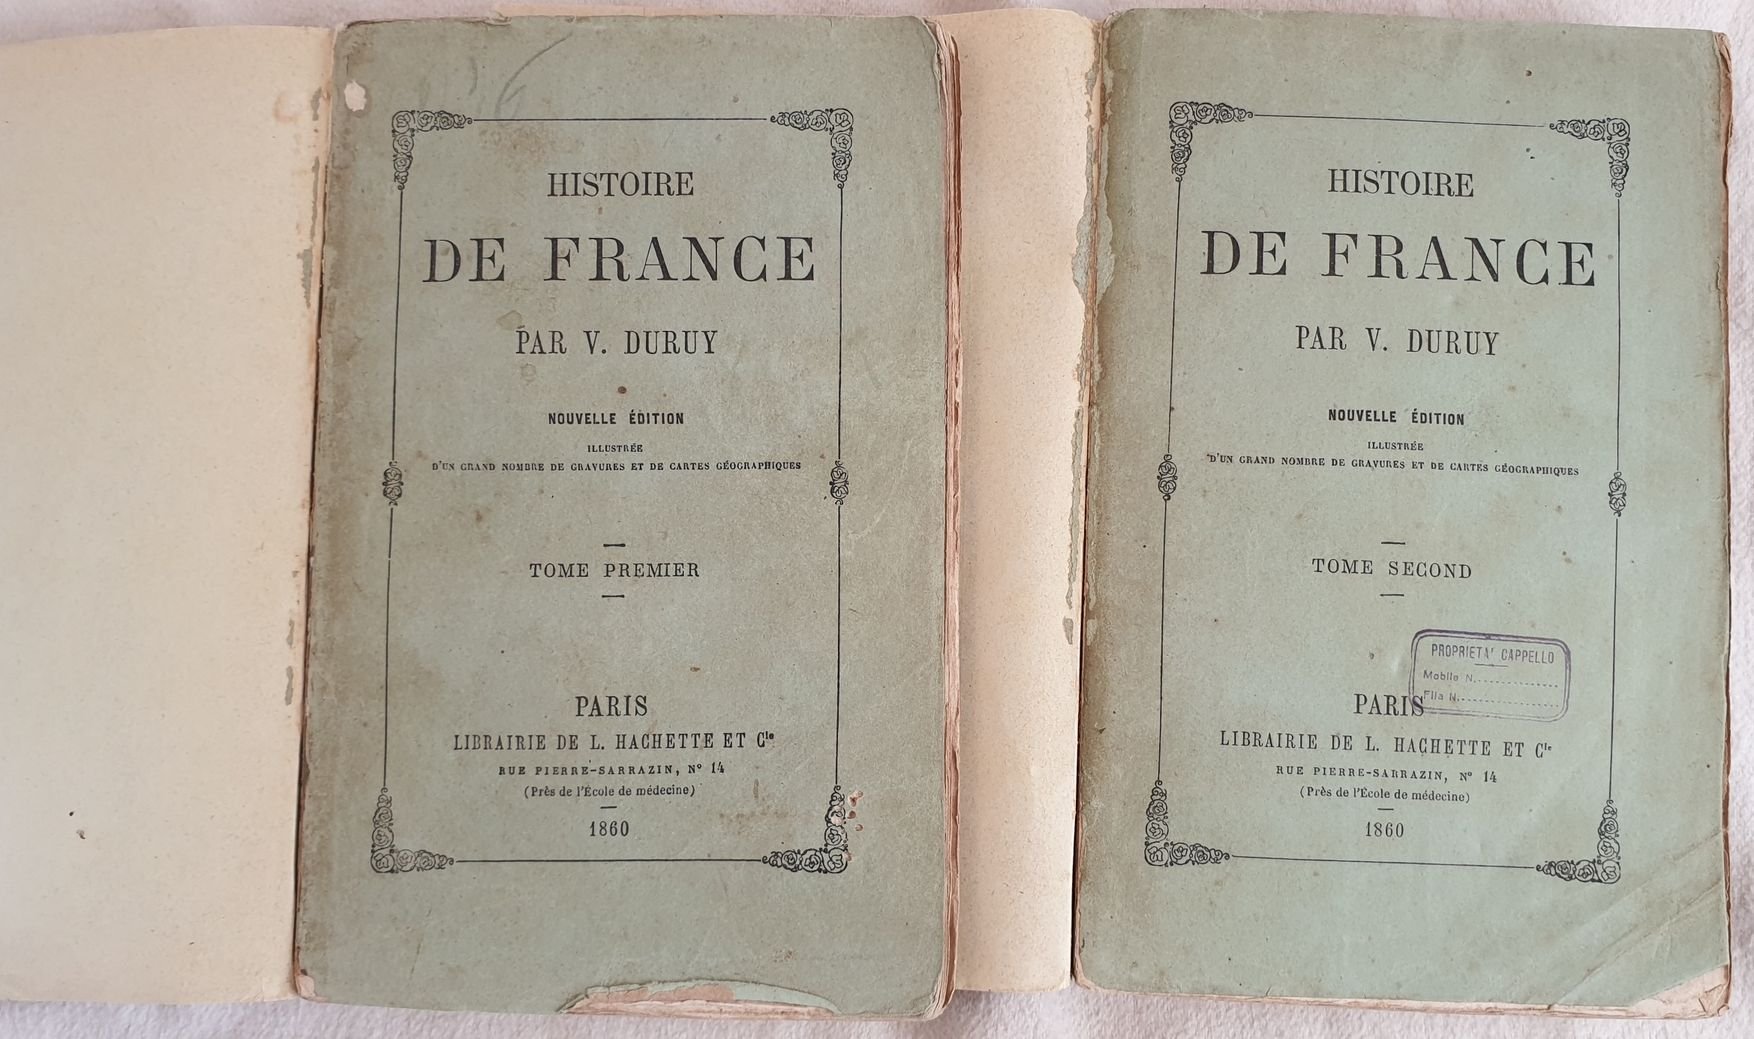 HISTOIRE
DE FRANCE
PAR V. DURUY
NOUVELLE ÉDITION
ILLUSTRÉE
D'UN GRAND NOMBRE DE GRAVURES ET DE CARTES GÉOGRAPHIQUES
TOME PREMIER
PARIS
LIBRAIRIE DE L. HACHETTE ET Cie
RUE PIERRE-SARRAZIN, N° 14
(Près de l'École de médecine)
1860
HISTOIRE
DE FRANCE
PAR V. DURUY
NOUVELLE ÉDITION
ILLUSTRÉE
D'UN GRAND NOMBRE DE GRAVURES ET DE CARTES GÉOGRAPHIQUES
TOME SECOND
PROPRIETA' CAPPELLO
Mobile N.
Fila N.
PARIS
LIBRAIRIE DE L. HACHETTE ET Cie
RUE PIERRE-SARRAZIN, N° 14
(Près de l'École de médecine)
1860